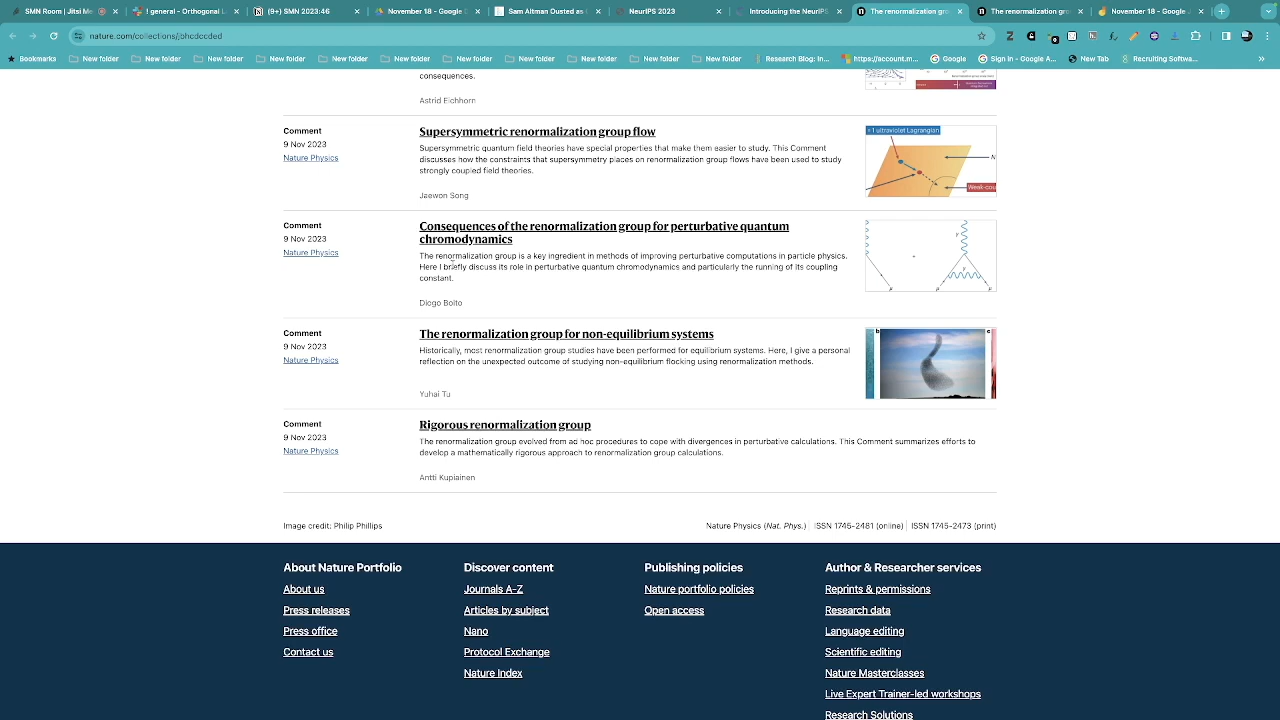 SMN Room | Jitsi Me
general - Orthogonal L
(9+) SMN 2023:46
November 18 - Google D
Sam Altman Ousted as
NeurIPS 2023
Introducing the NeurIPS
The renormalization gro
The renormalization gro
November 18 - Google
nature.com/collections/jbhcdccded
Bookmarks
New folder
New folder
New folder
New folder
New folder
New folder
New folder
New folder
New folder
Research Blog: In...
https://account.m...
Google
Sign in - Google A...
New Tab
Recruiting Softwa...
consequences.
Astrid Eichhorn
Comment
9 Nov 2023
Nature Physics
Supersymmetric renormalization group flow
Supersymmetric quantum field theories have special properties that make them easier to study. This Comment
discusses how the constraints that supersymmetry places on renormalization group flows have been used to study
strongly coupled field theories.
Jaewon Song
=1 ultraviolet Lagrangian
N
Weak-cou
Comment
9 Nov 2023
Nature Physics
Consequences of the renormalization group for perturbative quantum
chromodynamics
The renormalization group is a key ingredient in methods of improving perturbative computations in particle physics.
Here I briefly discuss its role in perturbative quantum chromodynamics and particularly the running of its coupling
constant.
Diogo Boito
γ
+
γ
μ
μ
μ
Comment
9 Nov 2023
Nature Physics
The renormalization group for non-equilibrium systems
Historically, most renormalization group studies have been performed for equilibrium systems. Here, I give a personal
reflection on the unexpected outcome of studying non-equilibrium flocking using renormalization methods.
Yuhai Tu
b
c
Comment
9 Nov 2023
Nature Physics
Rigorous renormalization group
The renormalization group evolved from ad hoc procedures to cope with divergences in perturbative calculations. This Comment summarizes efforts to
develop a mathematically rigorous approach to renormalization group calculations.
Antti Kupiainen
Image credit: Philip Phillips
Nature Physics (Nat. Phys.) | ISSN 1745-2481 (online) | ISSN 1745-2473 (print)
About Nature Portfolio
About us
Press releases
Press office
Contact us
Discover content
Journals A-Z
Articles by subject
Nano
Protocol Exchange
Nature Index
Publishing policies
Nature portfolio policies
Open access
Author & Researcher services
Reprints & permissions
Research data
Language editing
Scientific editing
Nature Masterclasses
Live Expert Trainer-led workshops
Research Solutions